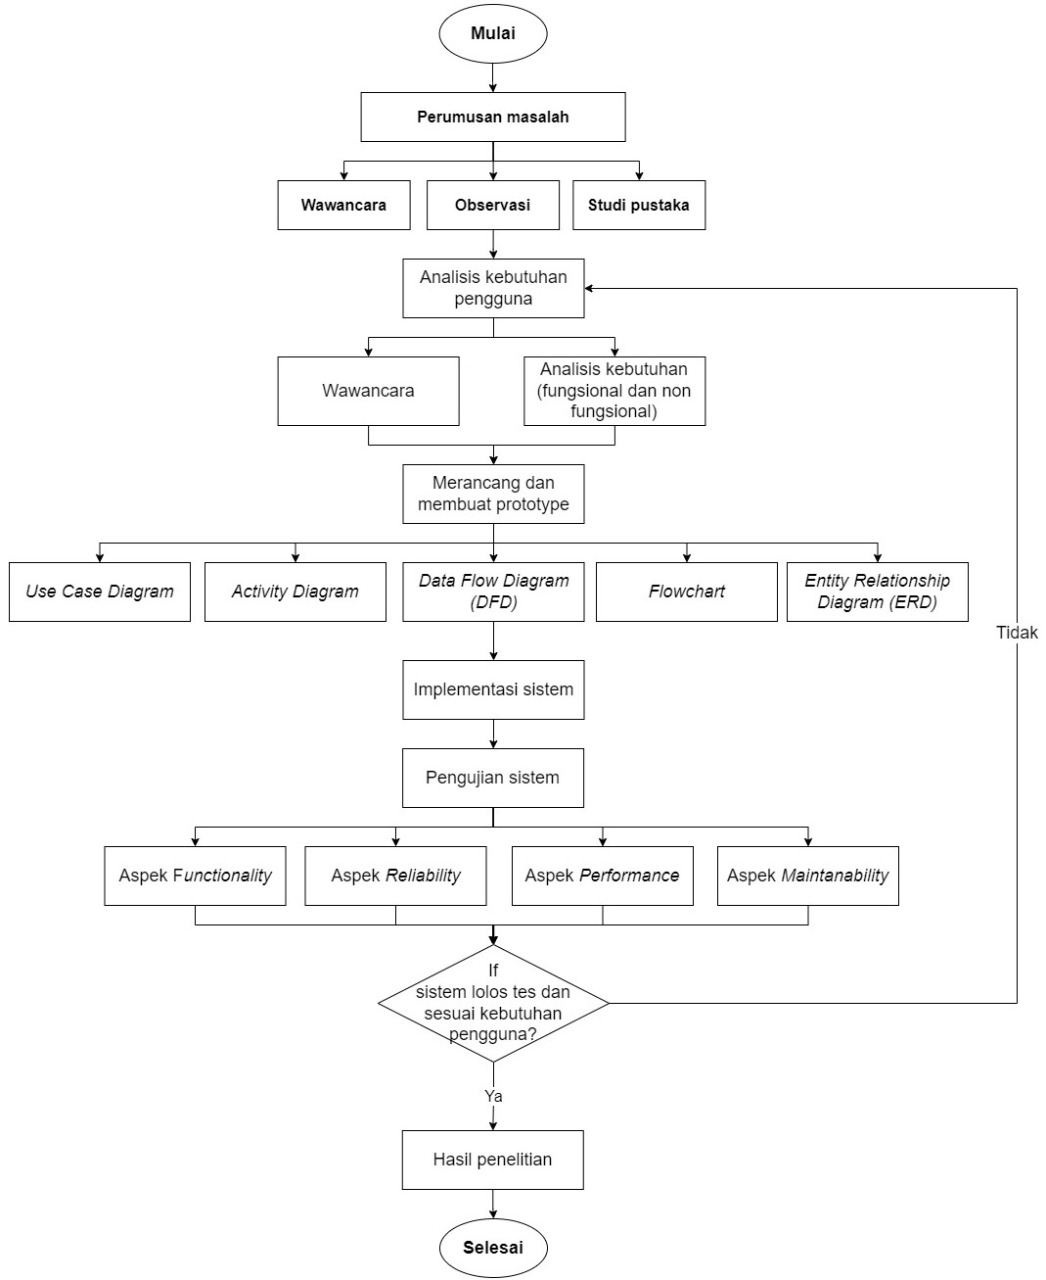 Mulai
Perumusan masalah
Wawancara
Observasi
Studi pustaka
Analisis kebutuhan
pengguna
Wawancara
Analisis kebutuhan
(fungsional dan non
fungsional)
Merancang dan
membuat prototype
Use Case Diagram
Activity Diagram
Data Flow Diagram
(DFD)
Flowchart
Entity Relationship
Diagram (ERD)
Tidak
Implementasi sistem
Pengujian sistem
Aspek Functionality
Aspek Reliability
Aspek Performance
Aspek Maintanability
If
sistem lolos tes dan
sesuai kebutuhan
pengguna?
Ya
Hasil penelitian
Selesai